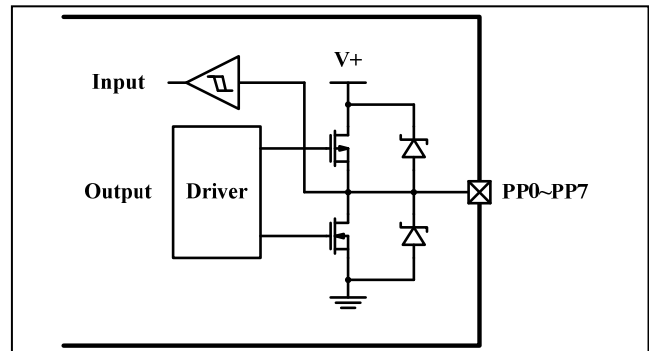 V+
Input
Output
Driver
PP0~PP7